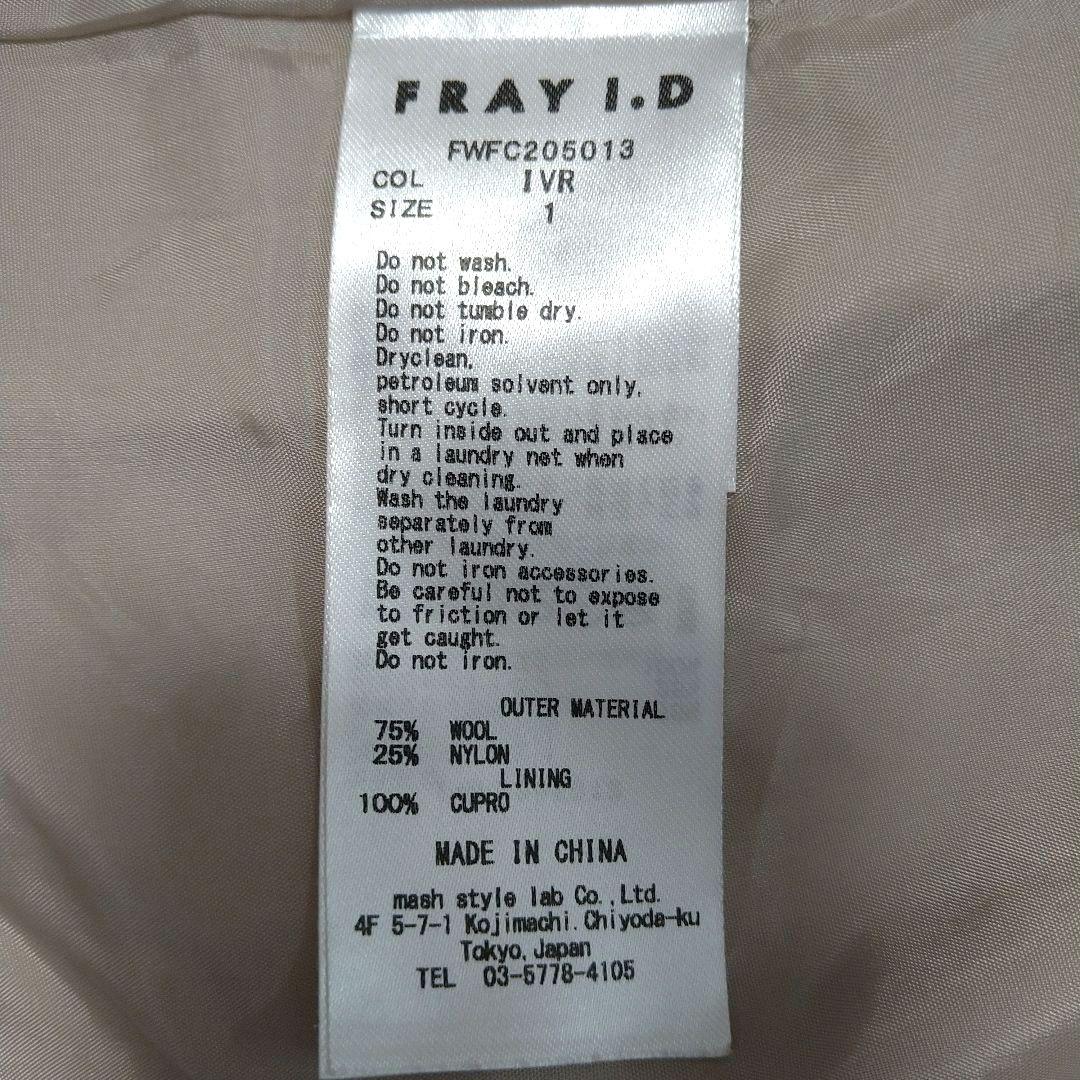 FRAY I.D
FWFC205013
COL IVR
SIZE 1
Do not wash.
Do not bleach.
Do not tumble dry.
Do not iron.
Dryclean,
petroleum solvent only,
short cycle.
Turn inside out and place
in a laundry net when
dry cleaning.
Wash the laundry
separately from
other laundry.
Do not iron accessories.
Be careful not to expose
to friction or let it
get caught.
Do not iron.
OUTER MATERIAL
75% WOOL
25% NYLON
LINING
100% CUPRO
MADE IN CHINA
mash style lab Co.,Ltd.
4F 5-7-1 Kojimachi.Chiyoda-ku
Tokyo,Japan
TEL 03-5778-4105